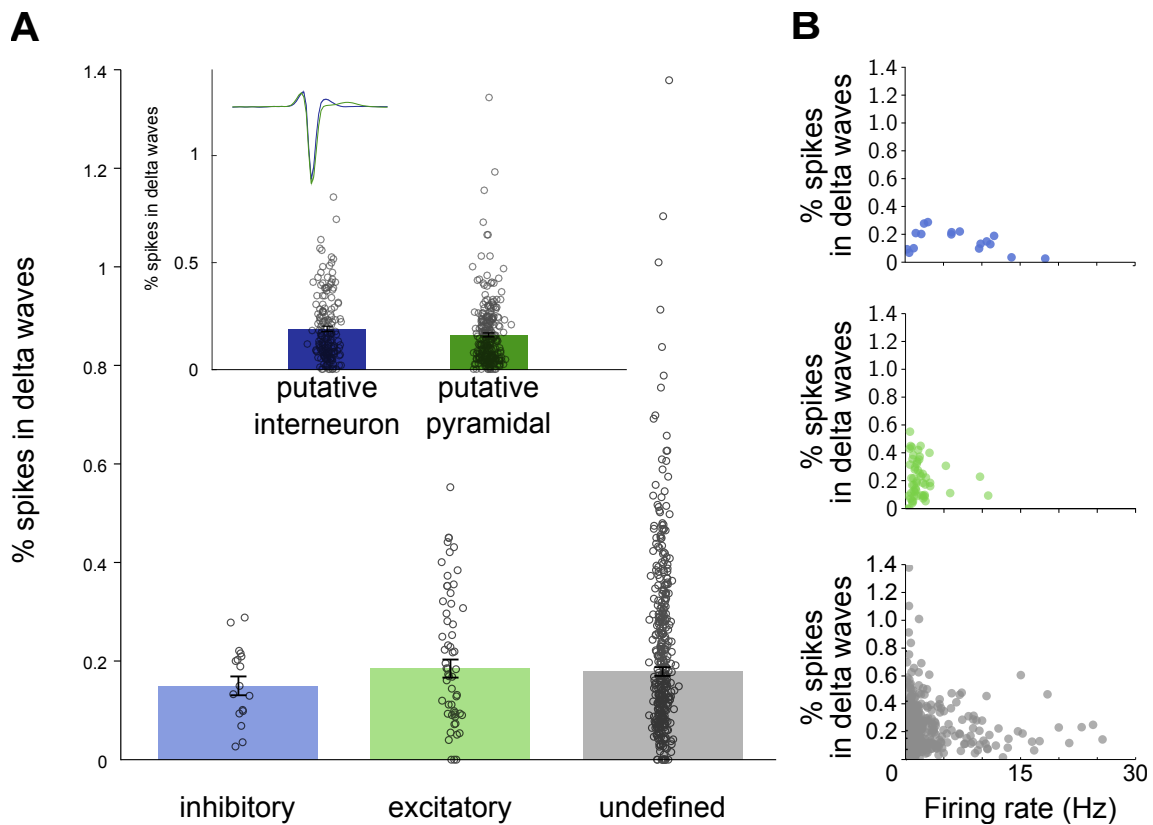 A
% spikes in delta waves
1.4
1.2
1
0.8
0.6
0.4
0.2
0
% spikes in delta waves
1
0.5
0
putative
interneuron
putative
pyramidal
inhibitory
excitatory
undefined
B
% spikes
in delta waves
1.4
1.2
1.0
0.8
0.6
0.4
0.2
0
% spikes
in delta waves
1.4
1.2
1.0
0.8
0.6
0.4
0.2
0
% spikes
in delta waves
1.4
1.2
1.0
0.8
0.6
0.4
0.2
0
15
30
Firing rate (Hz)